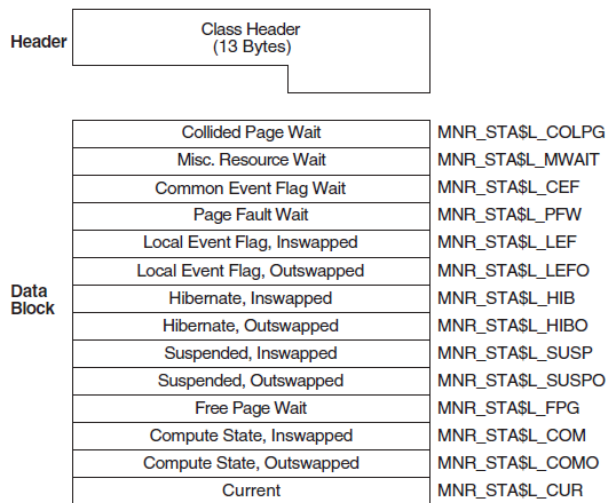 Header
Class Header
(13 Bytes)
Collided Page Wait MNR_STA$L_COLPG
Misc. Resource Wait MNR_STA$L_MWAIT
Common Event Flag Wait MNR_STA$L_CEF
Page Fault Wait MNR_STA$L_PFW
Local Event Flag, Inswapped MNR_STA$L_LEF
Local Event Flag, Outswapped MNR_STA$L_LEFO
Data
Block
Hibernate, Inswapped MNR_STA$L_HIB
Hibernate, Outswapped MNR_STA$L_HIBO
Suspended, Inswapped MNR_STA$L_SUSP
Suspended, Outswapped MNR_STA$L_SUSPO
Free Page Wait MNR_STA$L_FPG
Compute State, Inswapped MNR_STA$L_COM
Compute State, Outswapped MNR_STA$L_COMO
Current MNR_STA$L_CUR